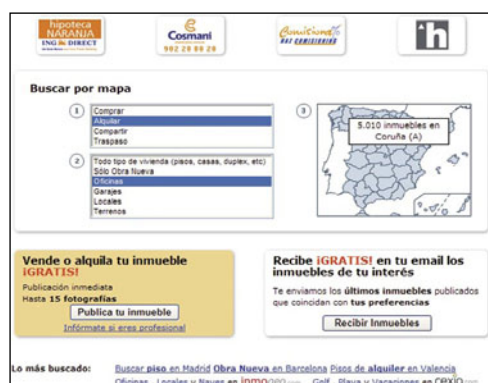 hipoteca
NARANJA
ING DIRECT
Cosmani
902 20 80 20
Comisiona%
MAS COMISIONES
h
Buscar por mapa
1
Comprar
Alquilar
Compartir
Traspaso
2
Todo tipo de vivienda (pisos, casas, duplex, etc)
Sólo Obra Nueva
Oficinas
Garajes
Locales
Terrenos
3
5.010 inmuebles en
Coruña (A)
Vende o alquila tu inmueble
¡GRATIS!
Publicación inmediata
Hasta 15 fotografías
Publica tu inmueble
Infórmate si eres profesional
Recibe ¡GRATIS! en tu email los
inmuebles de tu interés
Te enviamos los últimos inmuebles publicados
que coincidan con tus preferencias
Recibir Inmuebles
Lo más buscado: Buscar piso en Madrid Obra Nueva en Barcelona Pisos de alquiler en Valencia
Oficinas, Locales y Naves en inmogeo Golf, Playa y Vacaciones en cexio